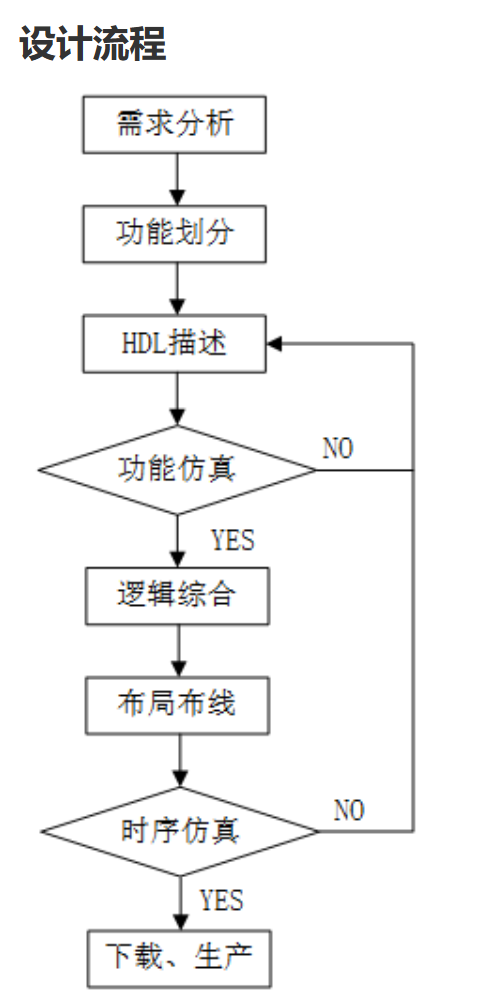 设计流程
需求分析
功能划分
HDL描述
功能仿真
NO
YES
逻辑综合
布局布线
时序仿真
NO
YES
下载、生产